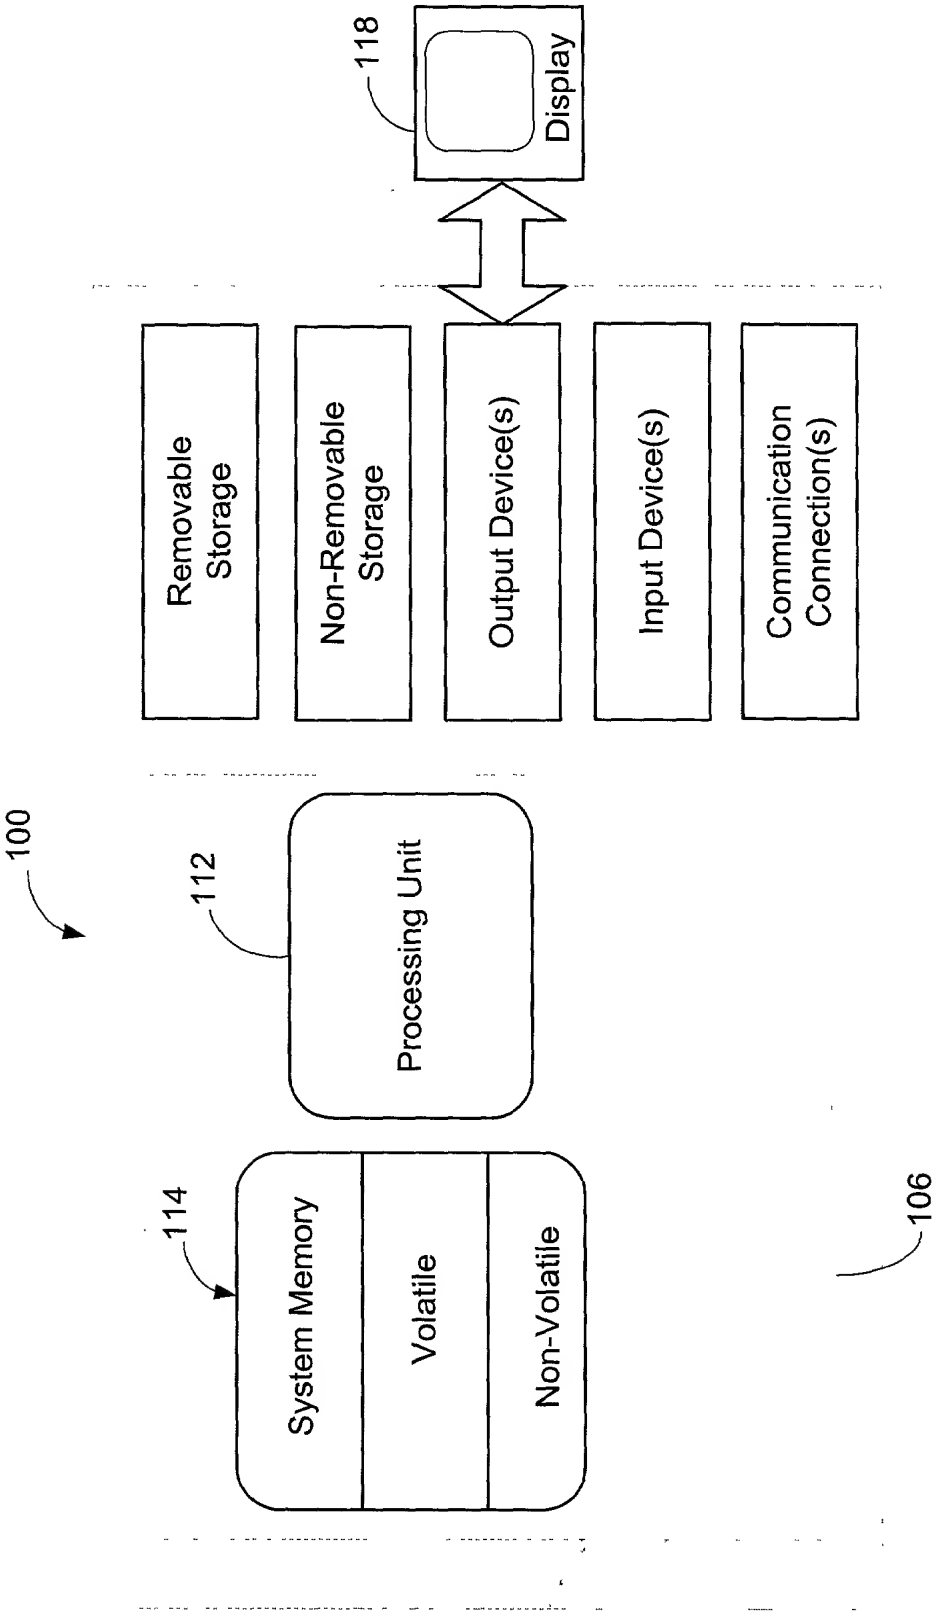 100
114
System Memory
Volatile
Non-Volatile
106
112
Processing Unit
Removable
Storage
Non-Removable
Storage
Output Device(s)
Input Device(s)
Communication
Connection(s)
118
Display